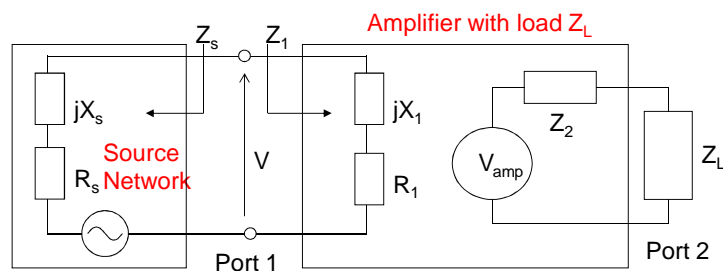 Amplifier with load Z_L
Z_s
Z_1
jX_s
jX_1
Z_2
Source
Network
V
V_amp
Z_L
R_s
R_1
Port 1
Port 2